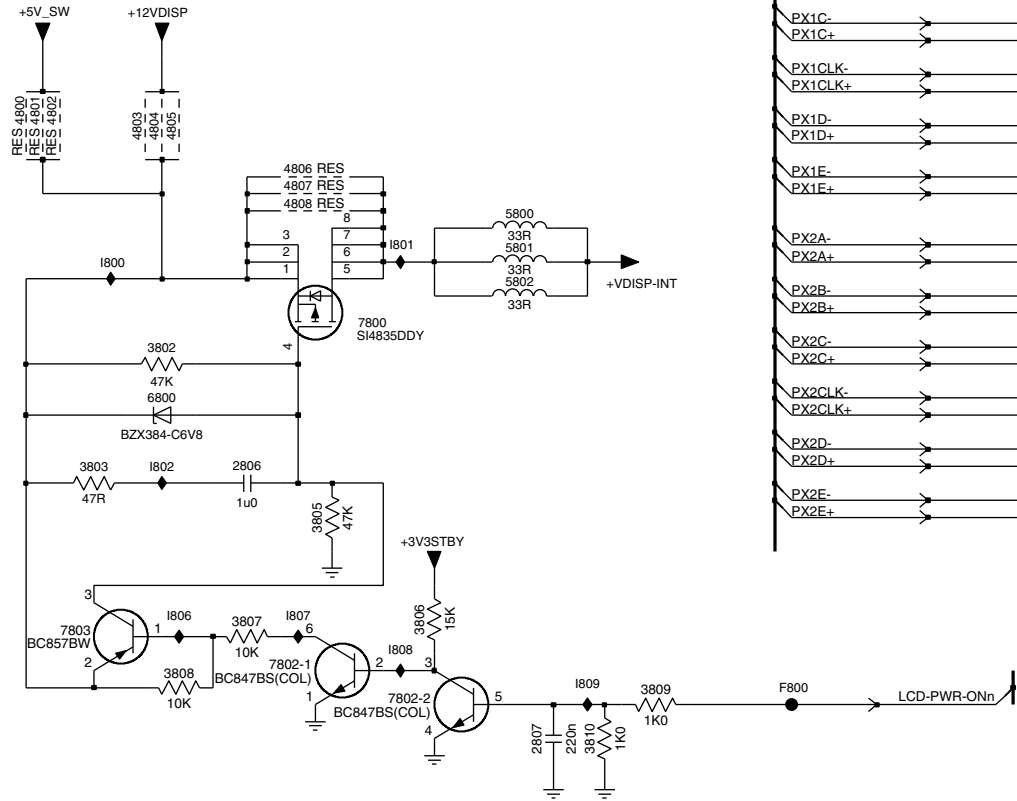 +5V_SW
+12VDISP
RES 4800
RES 4801
RES 4802
4803
4804
4805
4806 RES
4807 RES
4808 RES
8
3
7
2
6
1
5
I800
I801
5800
33R
5801
33R
5802
33R
+VDISP-INT
7800
SI4835DDY
4
3802
47K
6800
BZX384-C6V8
3803
47R
I802
2806
1u0
3805
47K
+3V3STBY
3806
15K
3
7803
BC857BW
1
2
I806
3807
10K
I807
6
3808
10K
7802-1
BC847BS(COL)
1
2
I808
3
7802-2
BC847BS(COL)
5
4
I809
3809
1K0
2807
220n
3810
1K0
F800
LCD-PWR-ONn
PX1C-
PX1C+
PX1CLK-
PX1CLK+
PX1D-
PX1D+
PX1E-
PX1E+
PX2A-
PX2A+
PX2B-
PX2B+
PX2C-
PX2C+
PX2CLK-
PX2CLK+
PX2D-
PX2D+
PX2E-
PX2E+